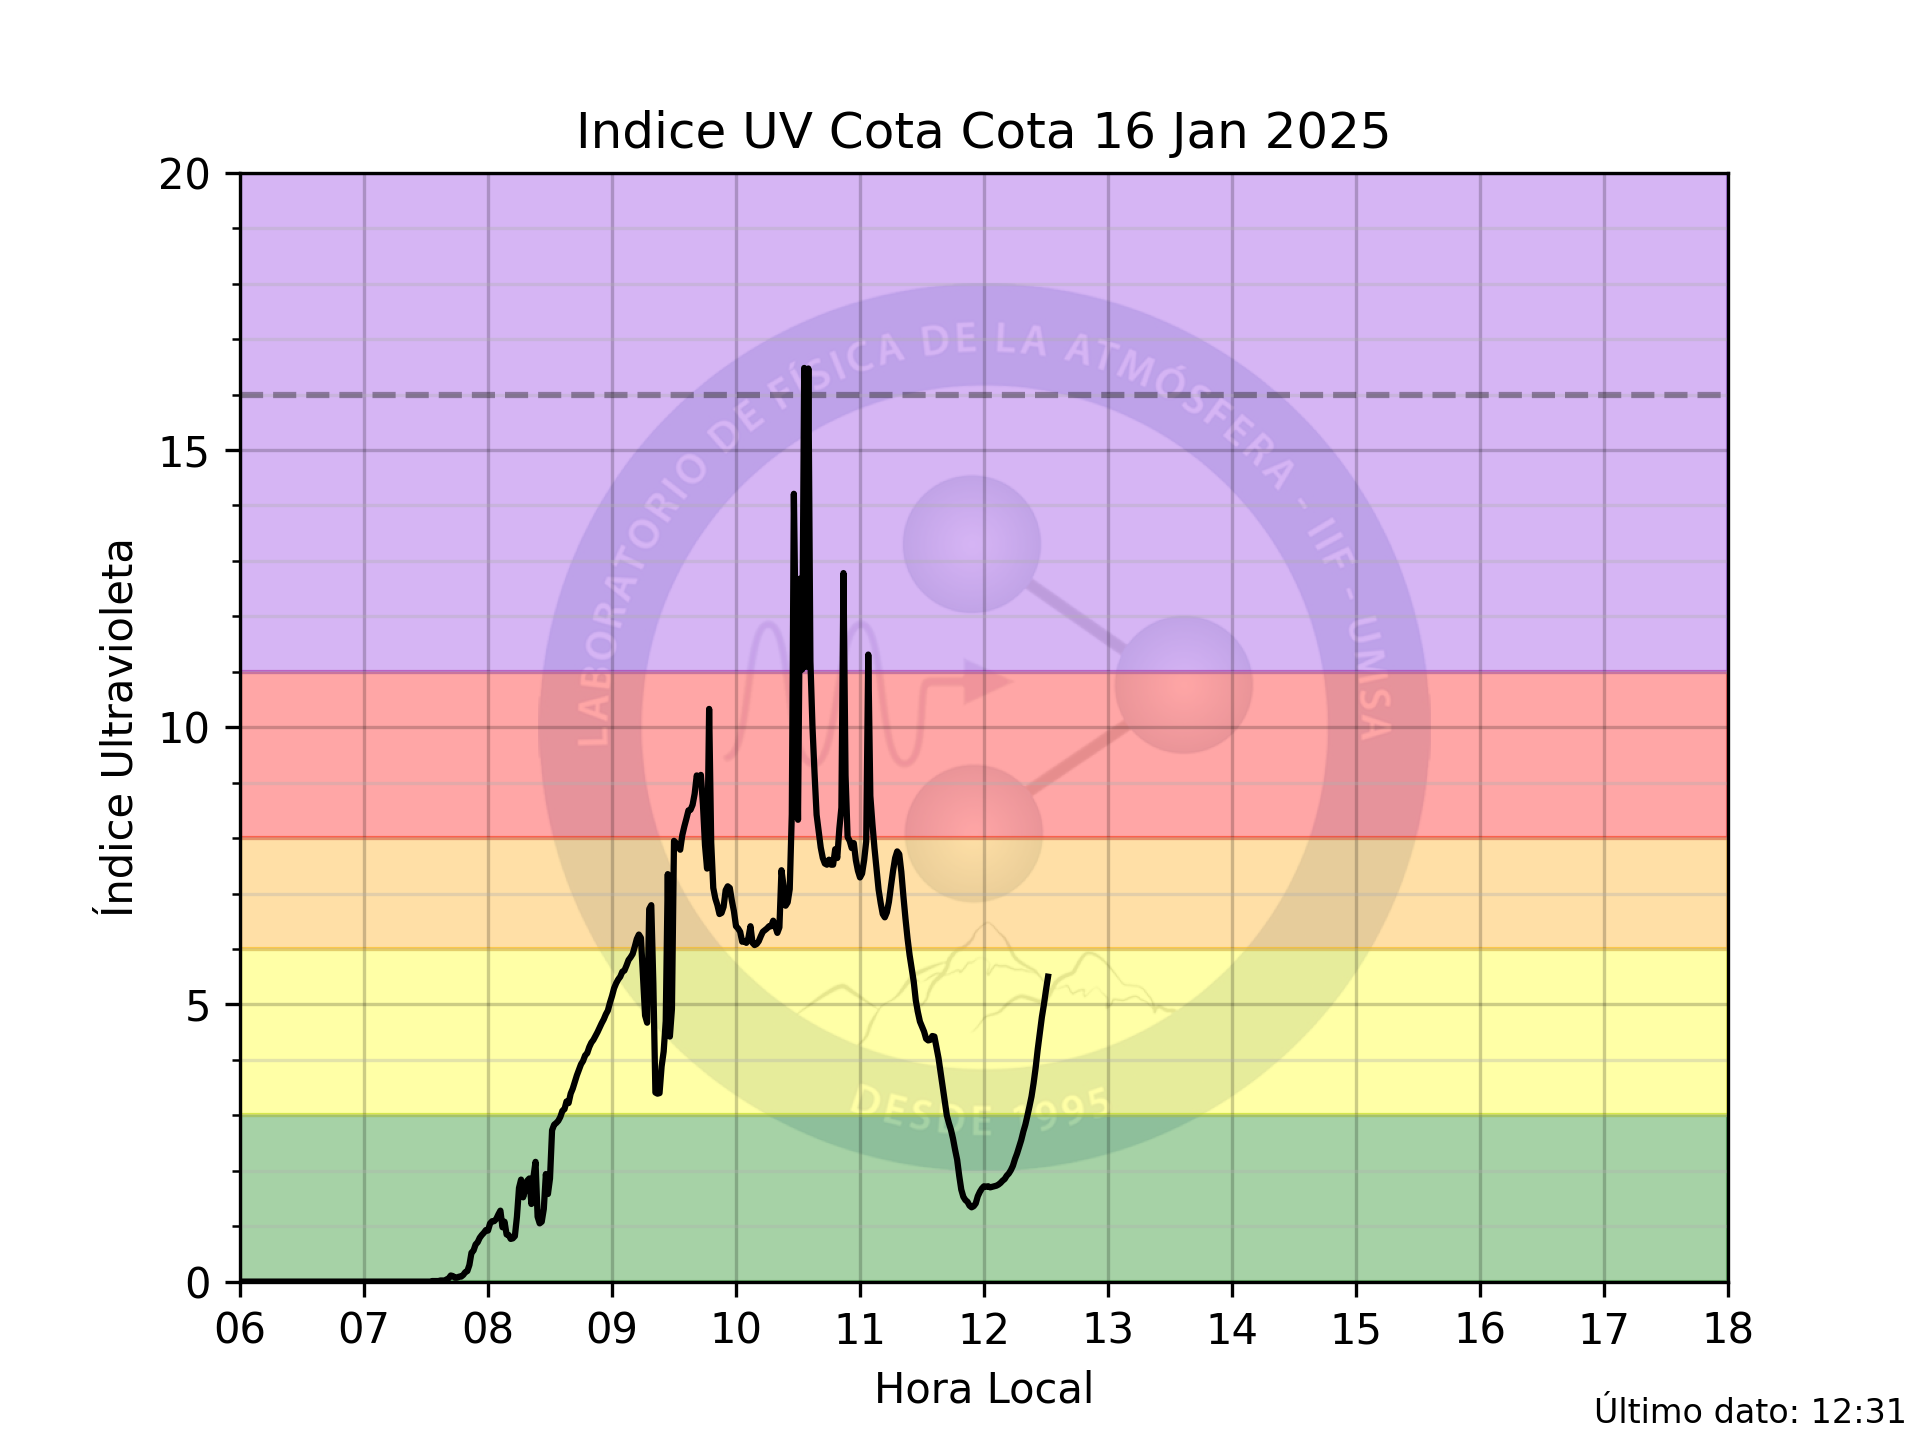 Indice UV Cota Cota 16 Jan 2025
Índice Ultravioleta
20
15
10
5
0
LABORATORIO DE FÍSICA DE LA ATMÓSFERA - IIF - UMSA
DESDE 1995
06 07 08 09 10 11 12 13 14 15 16 17 18
Hora Local
Último dato: 12:31